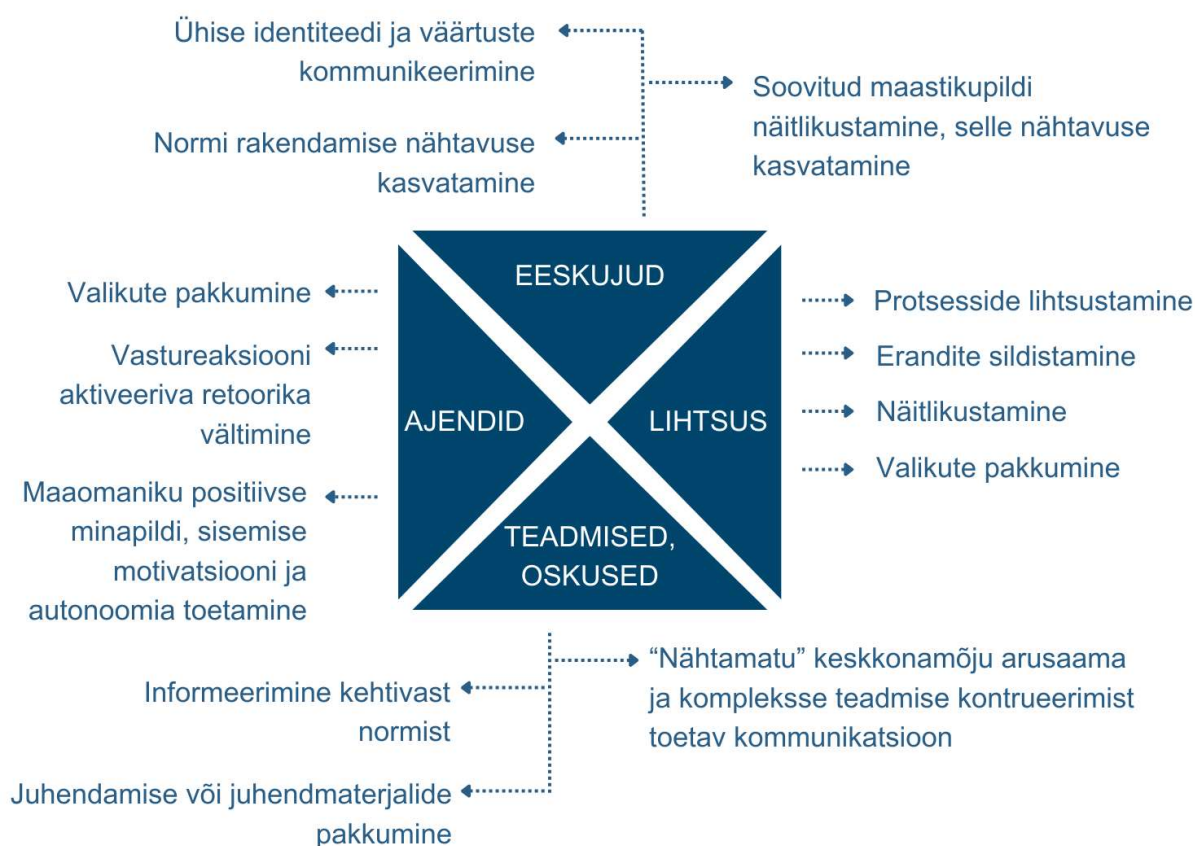 Ühise identiteedi ja väärtuste
kommunikeerimine
Soovitud maastikupildi
näitlikustamine, selle nähtavuse
kasvatamine
Normi rakendamise nähtavuse
kasvatamine
EESKUJUD
Valikute pakkumine
Vastureaksiooni
aktiveeriva retoorika
vältimine
Maaomaniku positiivse
minapildi, sisemise
motivatsiooni ja
autonoomia toetamine
AJENDID
LIHTSUS
Protsesside lihtsustamine
Erandite sildistamine
Näitlikustamine
Valikute pakkumine
TEADMISED,
OSKUSED
“Nähtamatu” keskkonamõju arusaama
ja kompleksse teadmise kontrueerimist
toetav kommunikatsioon
Informeerimine kehtivast
normist
Juhendamise või juhendmaterjalide
pakkumine